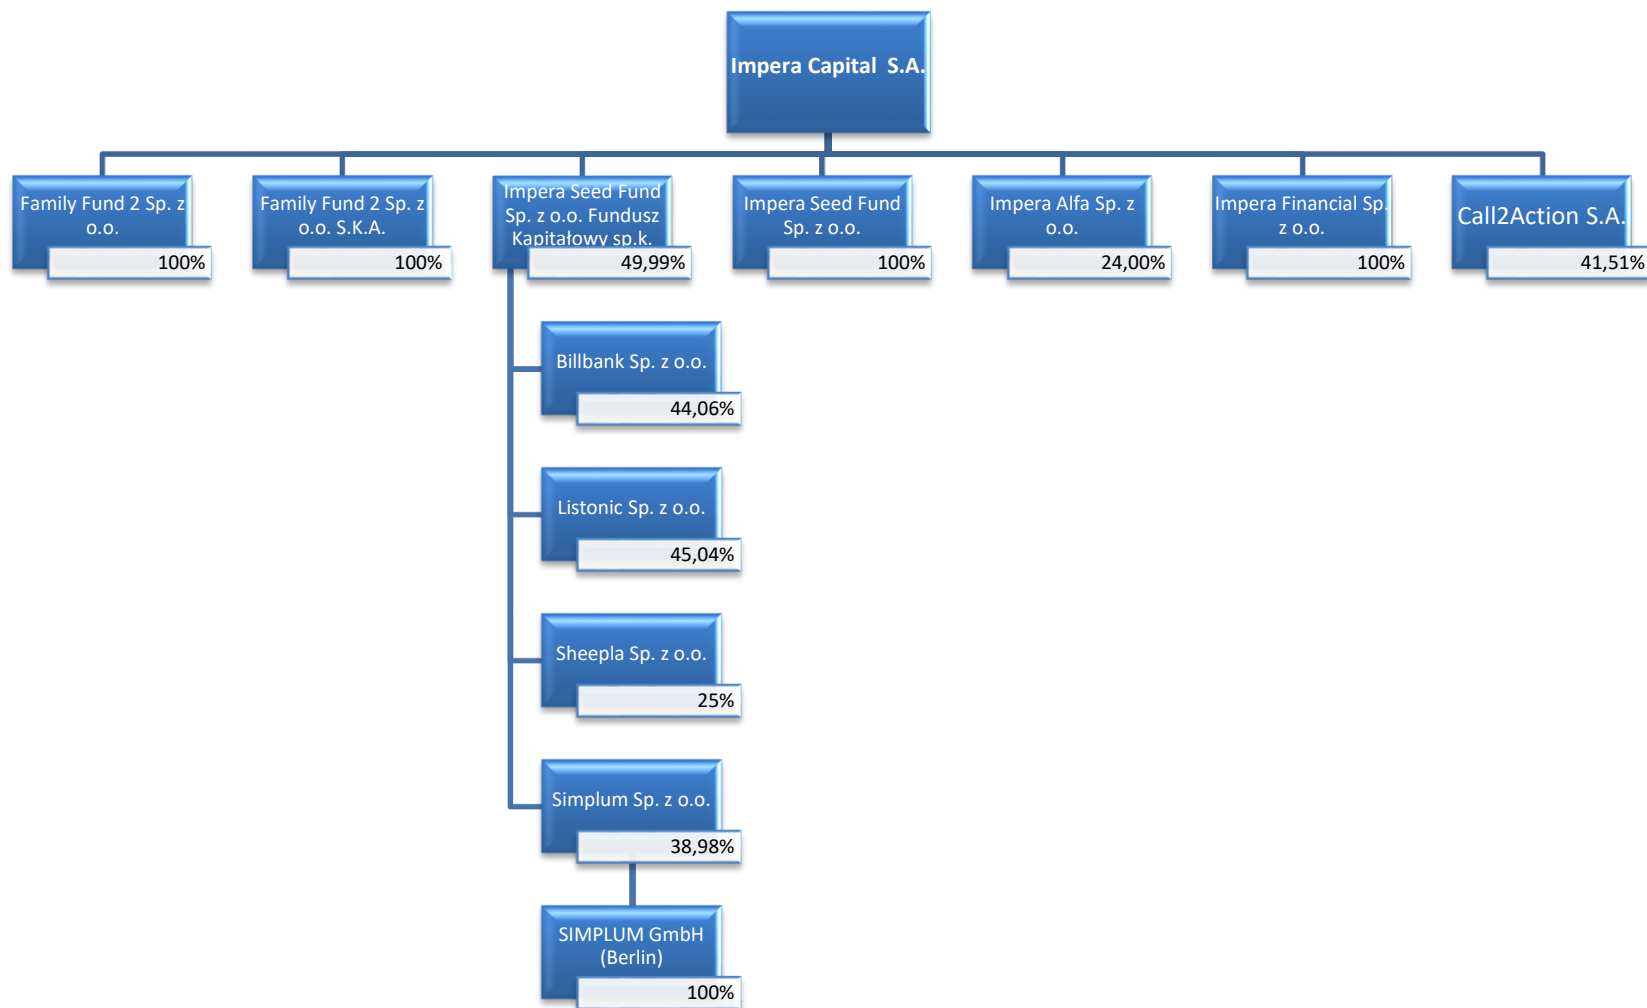 Impera Capital  S.A.
Family Fund 2 Sp. z
o.o.
100%
Family Fund 2 Sp. z
o.o. S.K.A.
100%
Impera Seed Fund
Sp. z o.o. Fundusz
Kapitałowy sp.k.
49,99%
Impera Seed Fund
Sp. z o.o.
100%
Impera Alfa Sp. z
o.o.
24,00%
Impera Financial Sp.
z o.o.
100%
Call2Action S.A.
41,51%
Billbank Sp. z o.o.
44,06%
Listonic Sp. z o.o.
45,04%
Sheepla Sp. z o.o.
25%
Simplum Sp. z o.o.
38,98%
SIMPLUM GmbH
(Berlin)
100%